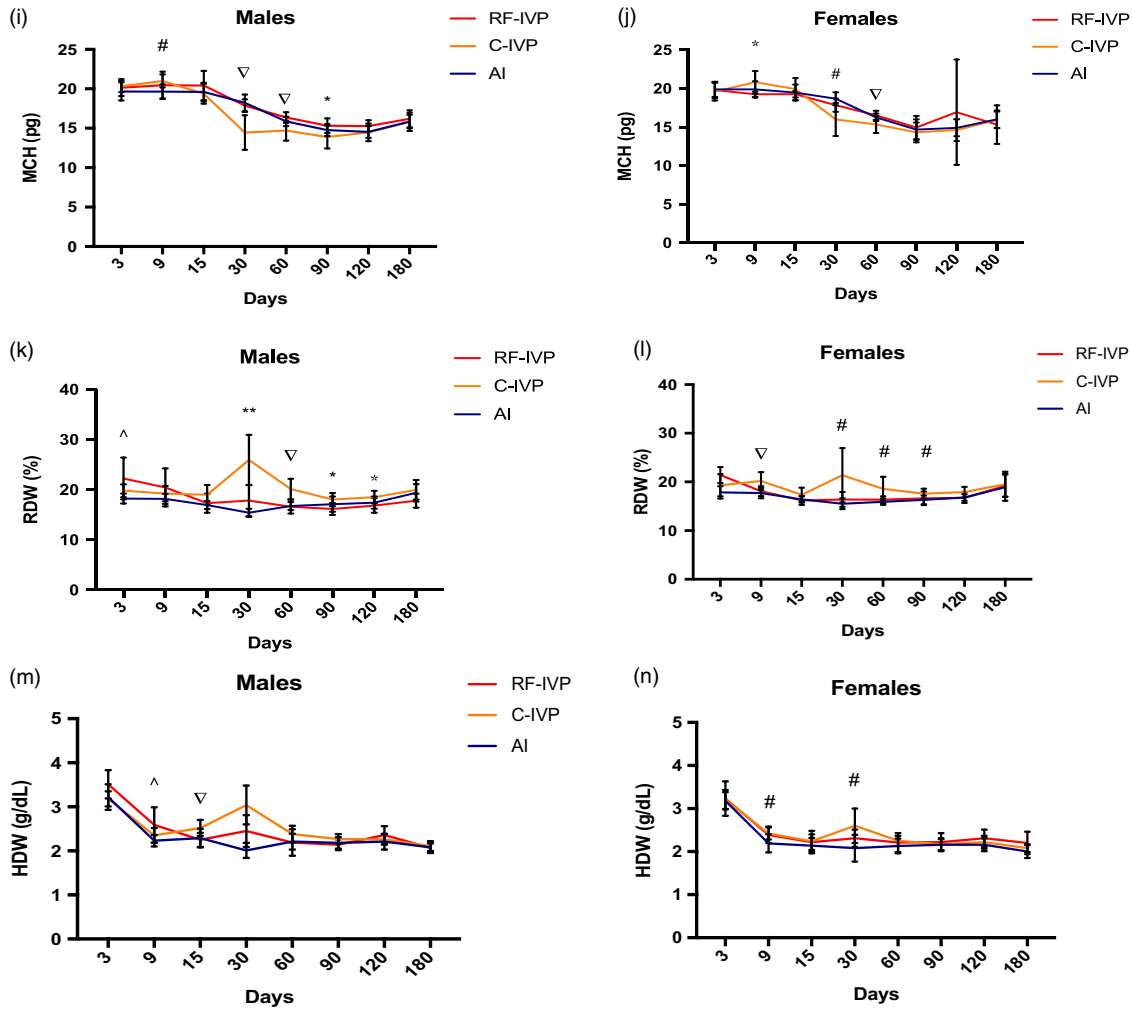 (i)
Males
RF-IVP
C-IVP
AI
#
▽
▽
*
25
20
15
10
5
0
MCH (pg)
3
9
15
30
60
90
120
180
Days
(j)
Females
RF-IVP
C-IVP
AI
*
#
▽
25
20
15
10
5
0
MCH (pg)
3
9
15
30
60
90
120
180
Days
(k)
Males
RF-IVP
C-IVP
AI
^
**
▽
*
*
40
30
20
10
0
RDW (%)
3
9
15
30
60
90
120
180
Days
(l)
Females
RF-IVP
C-IVP
AI
▽
#
#
#
40
30
20
10
0
RDW (%)
3
9
15
30
60
90
120
180
Days
(m)
Males
RF-IVP
C-IVP
AI
^
▽
5
4
3
2
1
0
HDW (g/dL)
3
9
15
30
60
90
120
180
Days
(n)
Females
RF-IVP
C-IVP
AI
#
#
5
4
3
2
1
0
HDW (g/dL)
3
9
15
30
60
90
120
180
Days